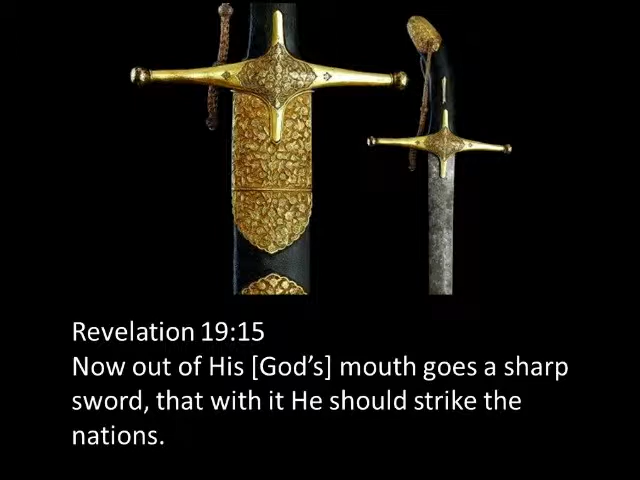 Revelation 19:15
Now out of His [God’s] mouth goes a sharp
sword, that with it He should strike the
nations.